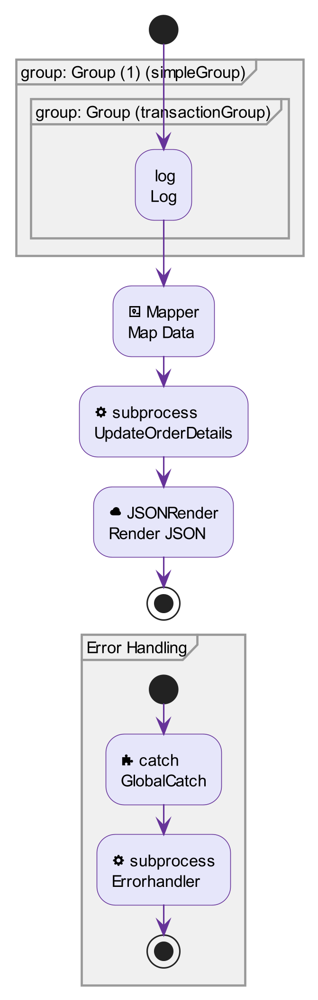 group: Group (1) (simpleGroup)
group: Group (transactionGroup)
log
Log
Mapper
Map Data
subprocess
UpdateOrderDetails
JSONRender
Render JSON
Error Handling
catch
GlobalCatch
subprocess
Errorhandler